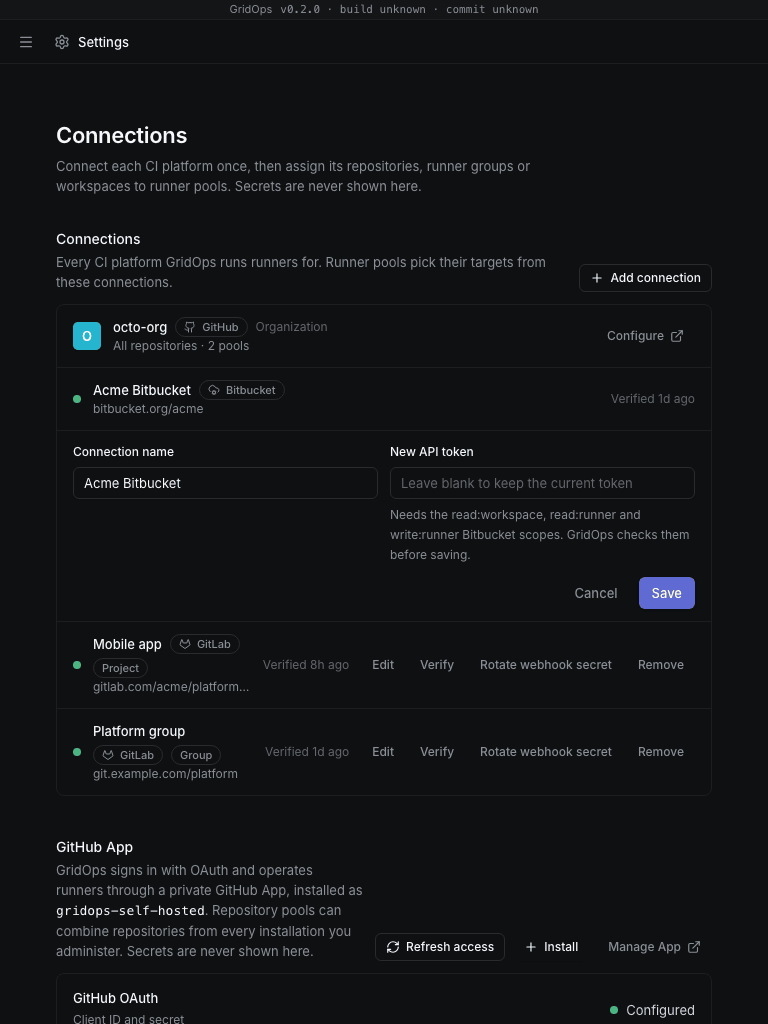 GridOps v0.2.0 · build unknown · commit unknown
Settings
Connections
Connect each CI platform once, then assign its repositories, runner groups or
workspaces to runner pools. Secrets are never shown here.
Connections
Every CI platform GridOps runs runners for. Runner pools pick their targets from
these connections.
Add connection
O
octo-org GitHub Organization
All repositories · 2 pools
Configure
Acme Bitbucket Bitbucket
bitbucket.org/acme
Verified 1d ago
Connection name
Acme Bitbucket
New API token
Leave blank to keep the current token
Needs the read:workspace, read:runner and
write:runner Bitbucket scopes. GridOps checks them
before saving.
Cancel Save
Mobile app GitLab
Project
gitlab.com/acme/platform...
Verified 8h ago Edit Verify Rotate webhook secret Remove
Platform group
GitLab Group
git.example.com/platform
Verified 1d ago Edit Verify Rotate webhook secret Remove
GitHub App
GridOps signs in with OAuth and operates
runners through a private GitHub App, installed as
gridops-self-hosted. Repository pools can
combine repositories from every installation you
administer. Secrets are never shown here.
Refresh access Install Manage App
GitHub OAuth
Client ID and secret
Configured